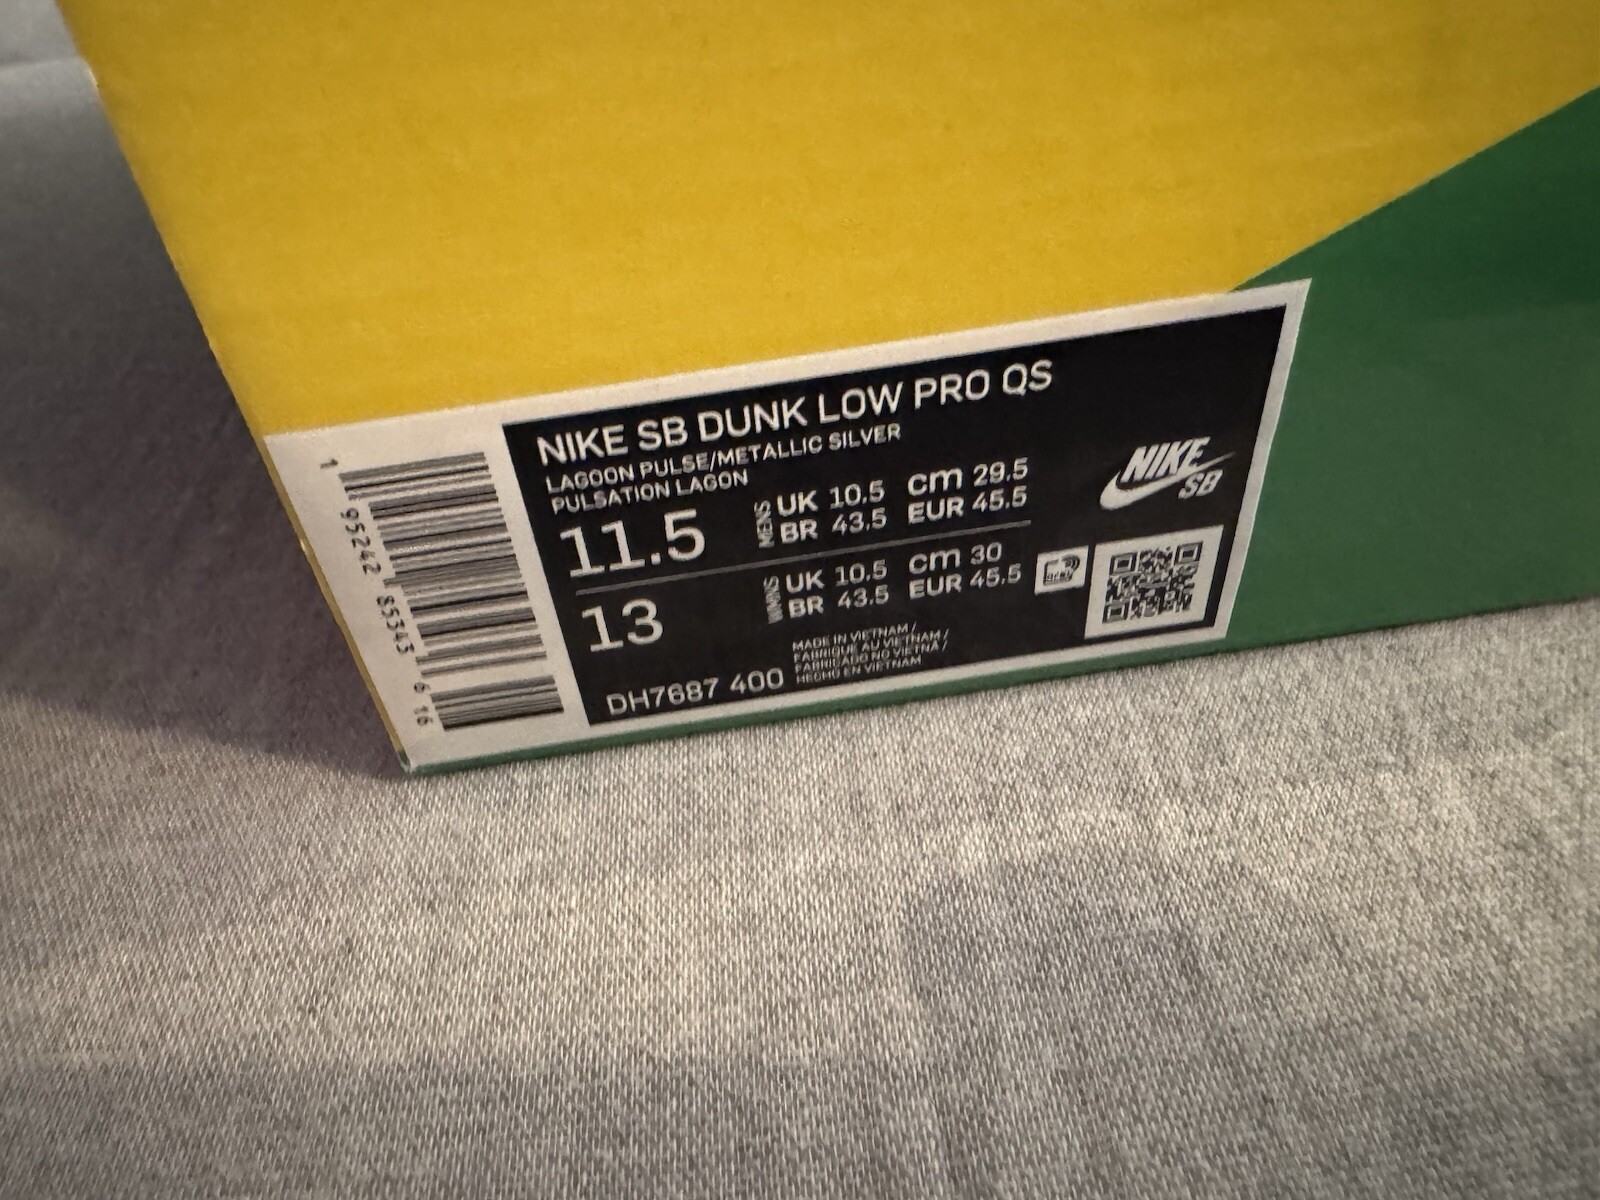 NIKE SB DUNK LOW PRO QS
LAGOON PULSE/METALLIC SILVER
PULSATION LAGON
11.5 MENS UK 10.5 cm 29.5
BR 43.5 EUR 45.5
13 WMNS UK 10.5 cm 30
BR 43.5 EUR 45.5
DH7687 400
MADE IN VIETNAM /
FABRIQUE AU VIETNAM /
FABRICADO NO VIETNÃ /
HECHO EN VIETNAM
NIKE
SB
1 95242 85343 6 16